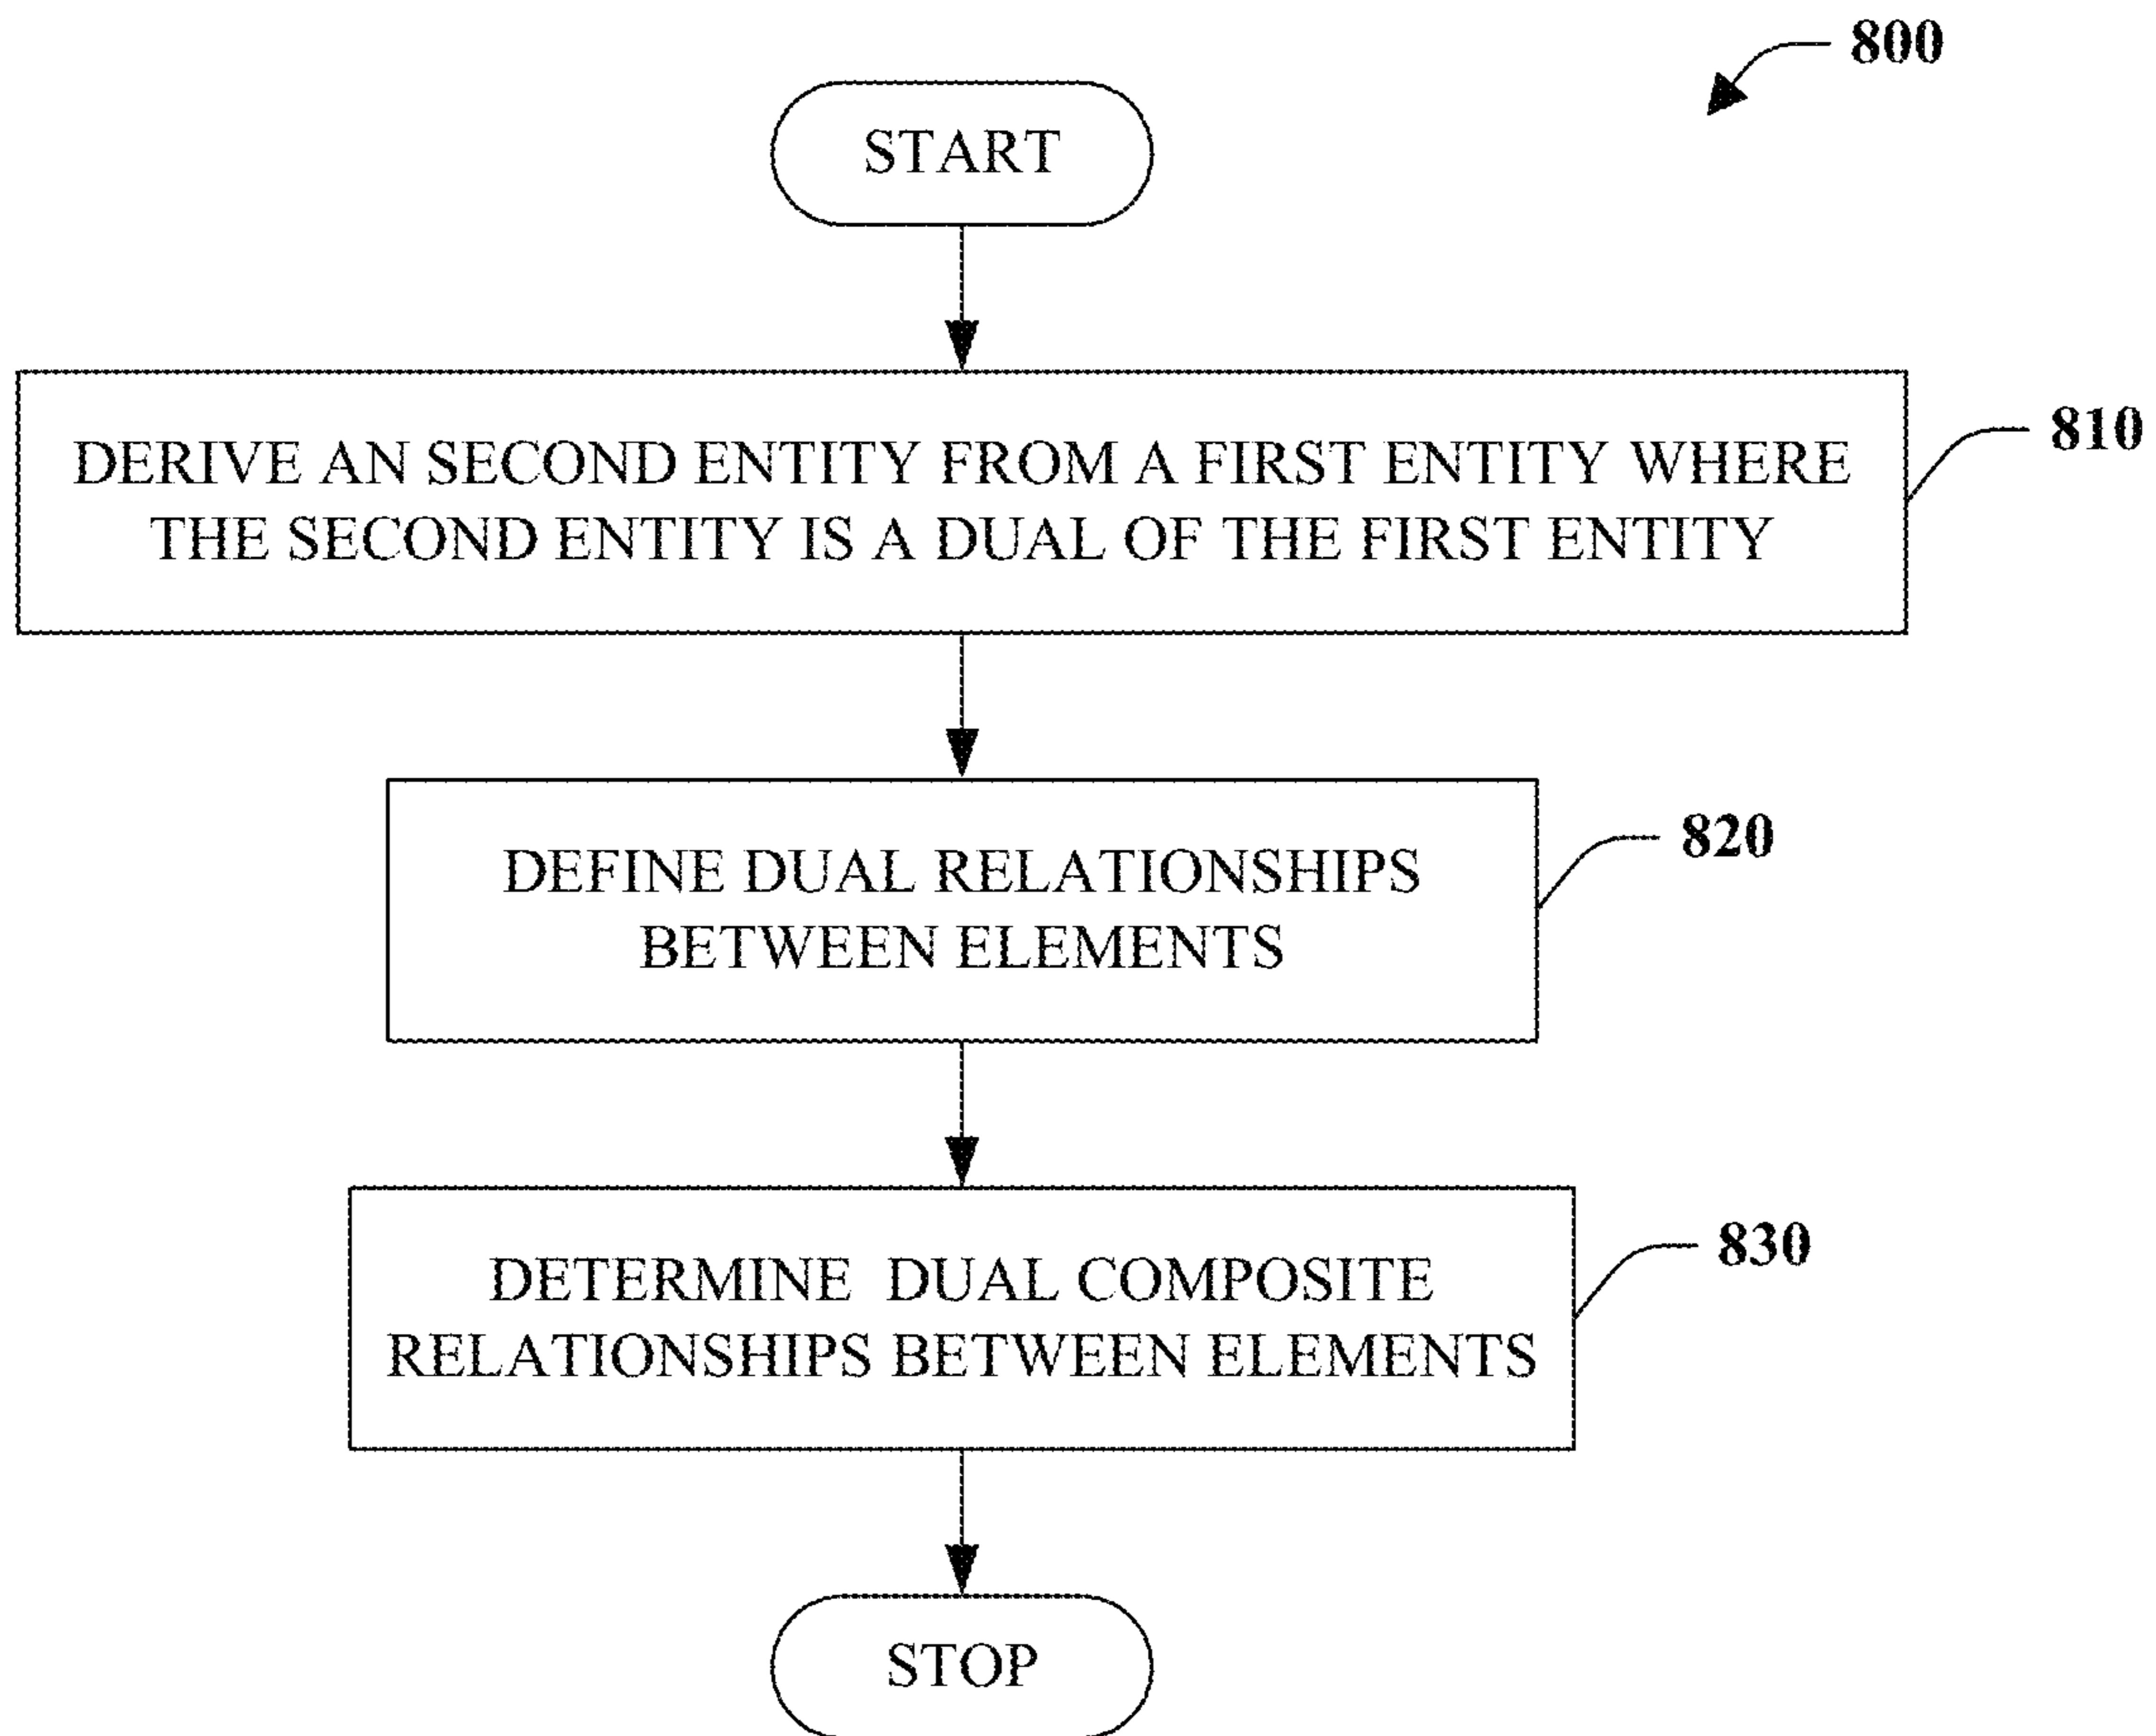 800
START
DERIVE AN SECOND ENTITY FROM A FIRST ENTITY WHERE
THE SECOND ENTITY IS A DUAL OF THE FIRST ENTITY
810
DEFINE DUAL RELATIONSHIPS
BETWEEN ELEMENTS
820
DETERMINE DUAL COMPOSITE
RELATIONSHIPS BETWEEN ELEMENTS
830
STOP